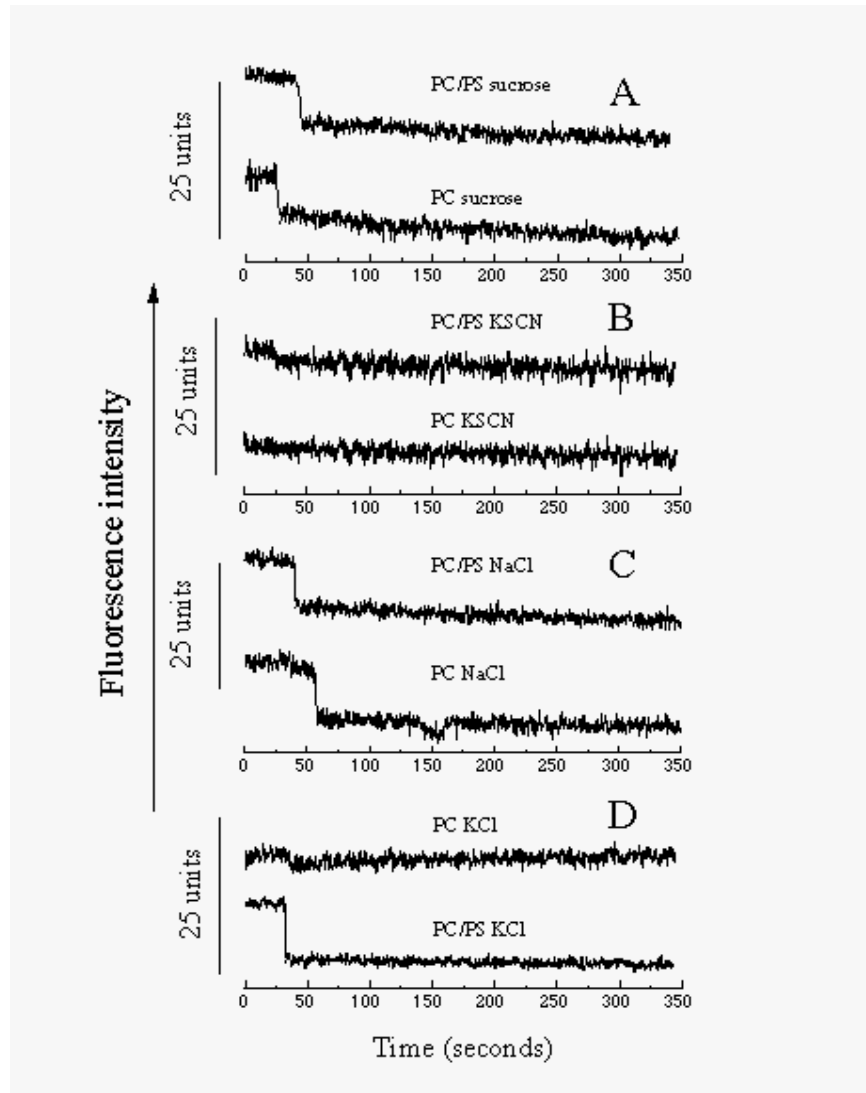 PC/PS sucrose
A
25 units
PC sucrose
0 50 100 150 200 250 300 350
PC/PS KSCN
B
25 units
PC KSCN
0 50 100 150 200 250 300 350
Fluorescence intensity
PC/PS NaCl
C
25 units
PC NaCl
0 50 100 150 200 250 300 350
PC KCl
D
25 units
PC/PS KCl
0 50 100 150 200 250 300 350
Time (seconds)